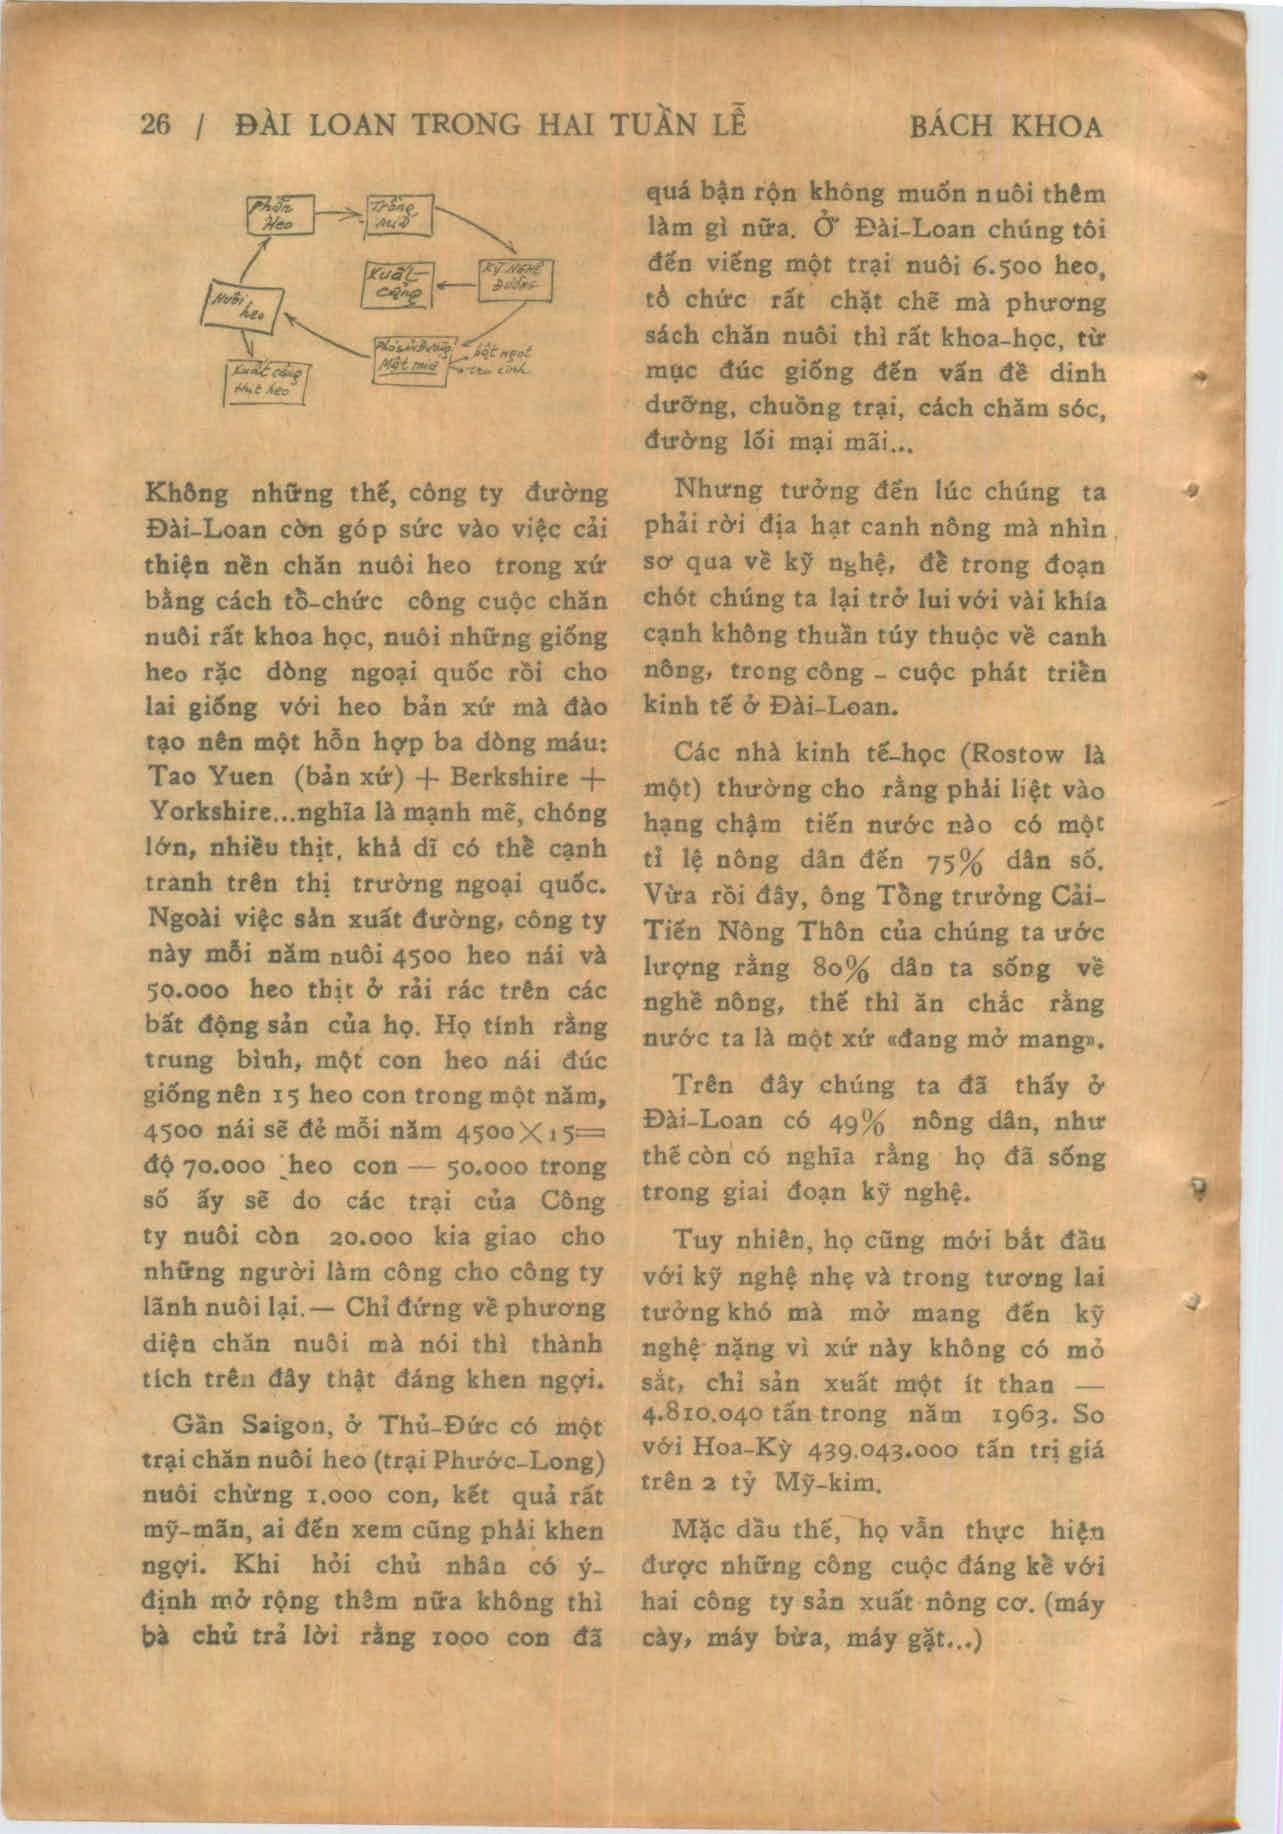 26 / ĐÀI LOAN TRONG HAI TUẦN LỄ
BÁCH KHOA
Phân
Heo
Trồng
mía
Kỹ NGHỆ
ĐƯỜNG
Xuất
cảng
Nuôi
heo
Mật mía
bột ngọt
Xuất cảng
thịt heo
Không những thế, công ty đường
Đài-Loan còn góp sức vào việc cải
thiện nền chăn nuôi heo trong xứ
bằng cách tồ-chức công cuộc chăn
nuôi rất khoa học, nuôi những giống
heo rặc dòng ngoại quốc rồi cho
lai giống với heo bản xứ mà đào
tạo nên một hỗn hợp ba dòng máu:
Tao Yuen (bản xứ) + Berkshire +
Yorkshire...nghĩa là mạnh mẽ, chóng
lớn, nhiều thịt, khả dĩ có thề cạnh
tranh trên thị trường ngoại quốc.
Ngoài việc sản xuất đường, công ty
này mỗi năm nuôi 4500 heo nái và
50.000 heo thịt ở rải rác trên các
bất động sản của họ. Họ tính rằng
trung bình, một con heo nái đúc
giống nên 15 heo con trong một năm,
4500 nái sẽ đẻ mỗi năm 4500 X 15=
độ 70.000 heo con — 50.000 trong
số ấy sẽ do các trại của Công
ty nuôi còn 20.000 kia giao cho
những người làm công cho công ty
lãnh nuôi lại.— Chỉ đứng về phương
diện chăn nuôi mà nói thì thành
tích trên đây thật đáng khen ngợi.
Gần Saigon, ở Thủ-Đức có một
trại chăn nuôi heo (trại Phước-Long)
nuôi chừng 1.000 con, kết quả rất
mỹ-mãn, ai đến xem cũng phải khen
ngợi. Khi hỏi chủ nhân có ý-
định mở rộng thêm nữa không thì
bà chủ trả lời rằng 1000 con đã
quá bận rộn không muốn nuôi thêm
làm gì nữa. Ở Đài-Loan chúng tôi
đến viếng một trại nuôi 6.500 heo,
tổ chức rất chặt chẽ mà phương
sách chăn nuôi thì rất khoa-học, từ
mục đúc giống đến vấn đề dinh
dưỡng, chuồng trại, cách chăm sóc,
đường lối mại mãi...
Nhưng tưởng đến lúc chúng ta
phải rời địa hạt canh nông mà nhìn
sơ qua về kỹ nghệ, đề trong đoạn
chót chúng ta lại trở lui với vài khía
cạnh không thuần túy thuộc về canh
nông, trong công - cuộc phát triền
kinh tế ở Đài-Loan.
Các nhà kinh tế-học (Rostow là
một) thường cho rằng phải liệt vào
hạng chậm tiến nước nào có một
tỉ lệ nông dân đến 75% dân số.
Vừa rồi đây, ông Tồng trưởng Cải-
Tiến Nông Thôn của chúng ta ước
lượng rằng 80% dân ta sống về
nghề nông, thế thì ăn chắc rằng
nước ta là một xứ «đang mở mang».
Trên đây chúng ta đã thấy ở
Đài-Loan có 49% nông dân, như
thế còn có nghĩa rằng họ đã sống
trong giai đoạn kỹ nghệ.
Tuy nhiên, họ cũng mới bắt đầu
với kỹ nghệ nhẹ và trong tương lai
tưởng khó mà mở mang đến kỹ
nghệ nặng vì xứ này không có mỏ
sắt, chỉ sản xuất một ít than —
4.810.040 tấn trong năm 1963. So
với Hoa-Kỳ 439.043.000 tấn trị giá
trên 2 tỷ Mỹ-kim.
Mặc dầu thế, họ vẫn thực hiện
được những công cuộc đáng kề với
hai công ty sản xuất nông cơ. (máy
cày, máy bừa, máy gặt...)